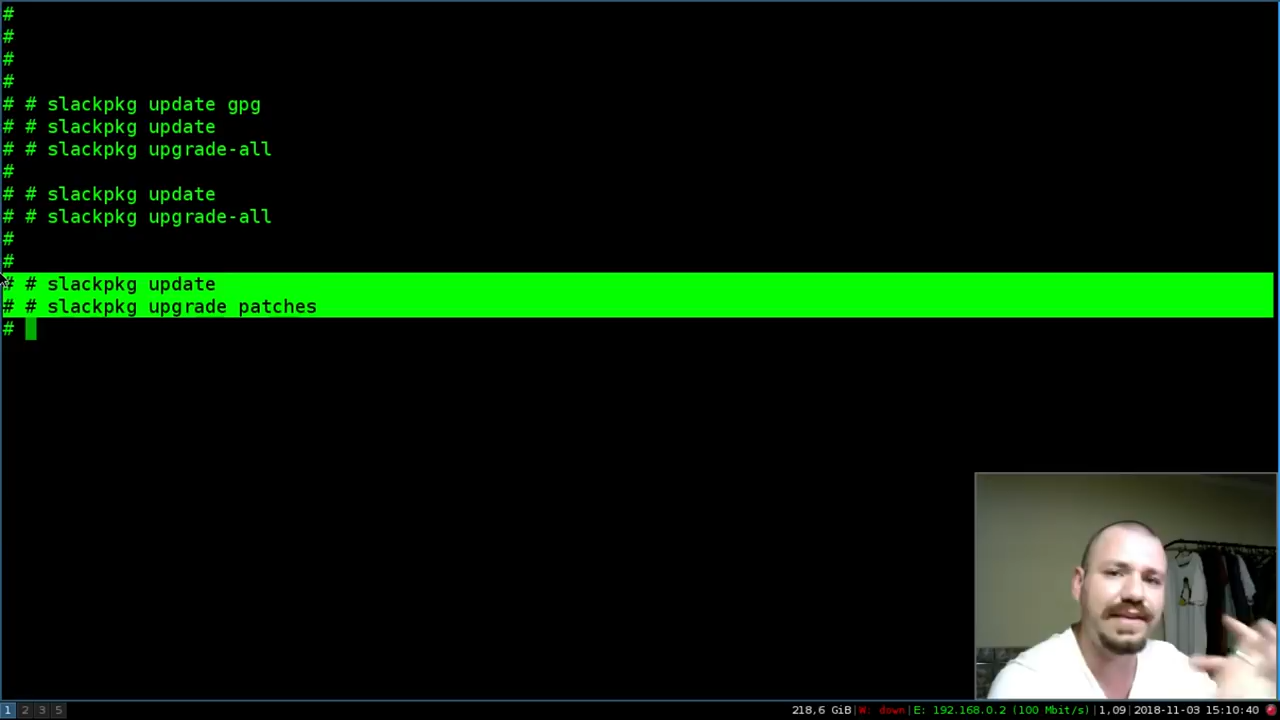 #
#
#
#
# # slackpkg update gpg
# # slackpkg update
# # slackpkg upgrade-all
#
# # slackpkg update
# # slackpkg upgrade-all
#
#
# # slackpkg update
# # slackpkg upgrade patches
#
1 2 3 5 218,6 GiB|W: down|E: 192.168.0.2 (100 Mbit/s)|1,09|2018-11-03 15:10:40